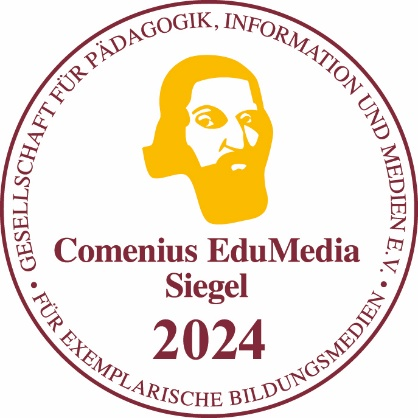 GESELLSCHAFT FÜR PÄDAGOGIK, INFORMATION UND MEDIEN E.V.
Comenius EduMedia
Siegel
2024
• FÜR EXEMPLARISCHE BILDUNGSMEDIEN •